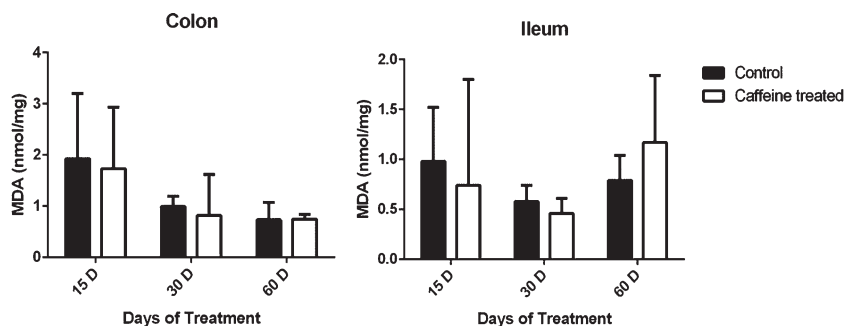 Colon
MDA (nmol/mg)
4
3
2
1
0
15 D
30 D
60 D
Days of Treatment
Ileum
MDA (nmol/mg)
2.0
1.5
1.0
0.5
0.0
15 D
30 D
60 D
Days of Treatment
Control
Caffeine treated